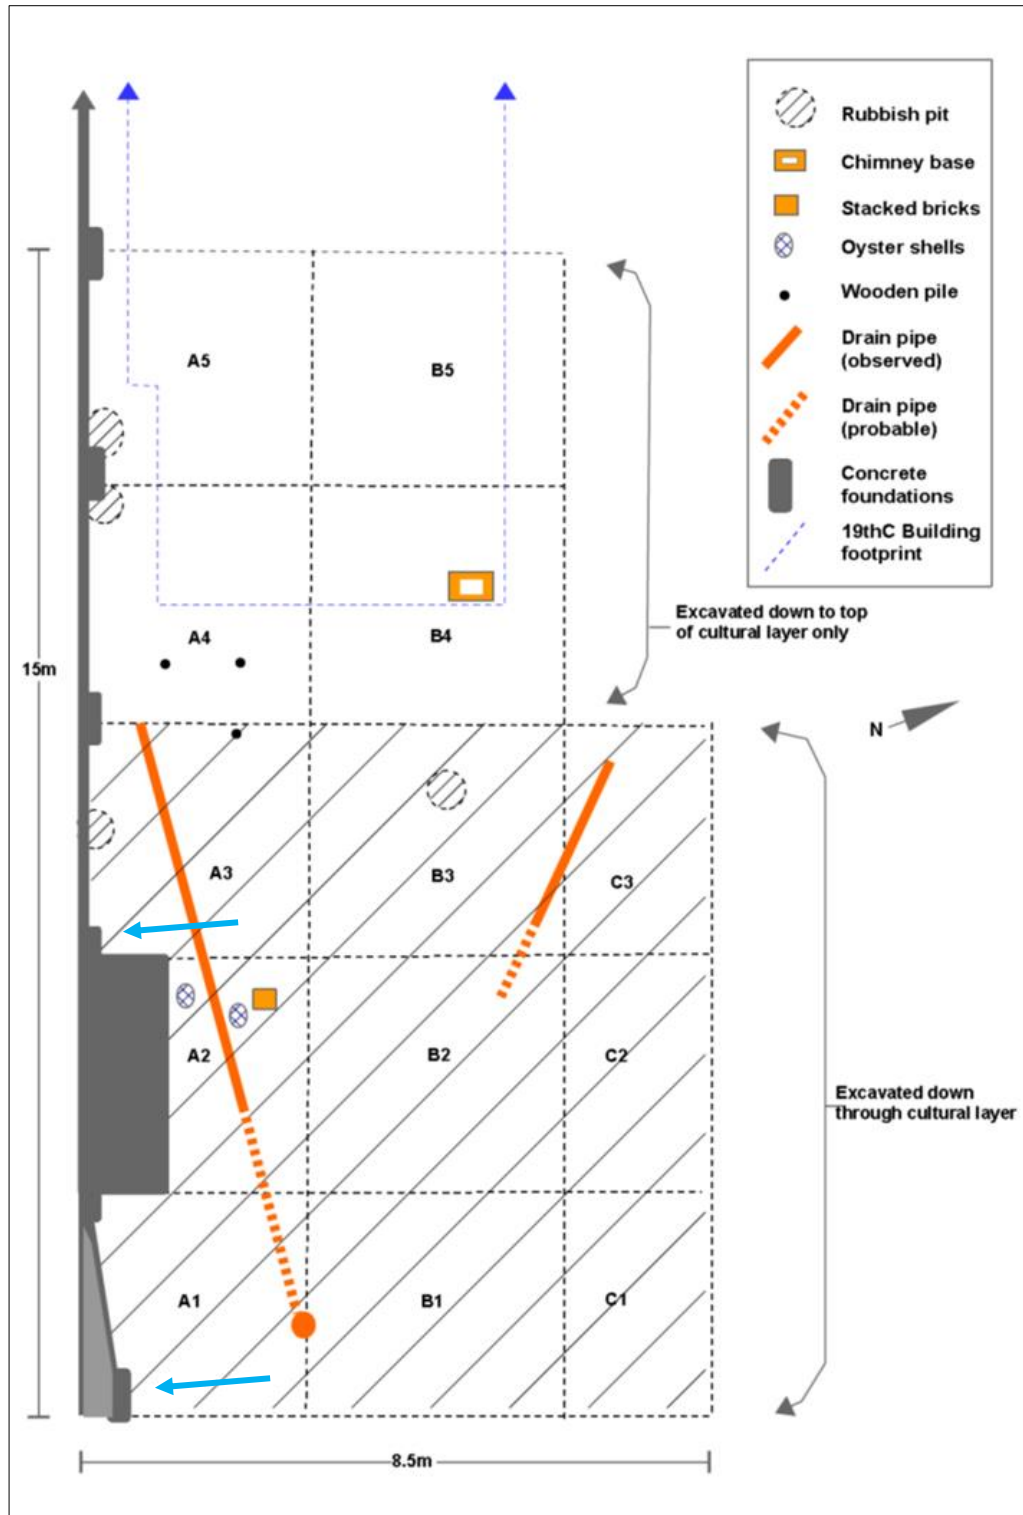 Rubbish pit
Chimney base
Stacked bricks
Oyster shells
Wooden pile
Drain pipe
(observed)
Drain pipe
(probable)
Concrete
foundations
19thC Building
footprint
A5
B5
Excavated down to top
of cultural layer only
A4
B4
15m
N
A3
B3
C3
A2
B2
C2
Excavated down
through cultural layer
A1
B1
C1
8.5m